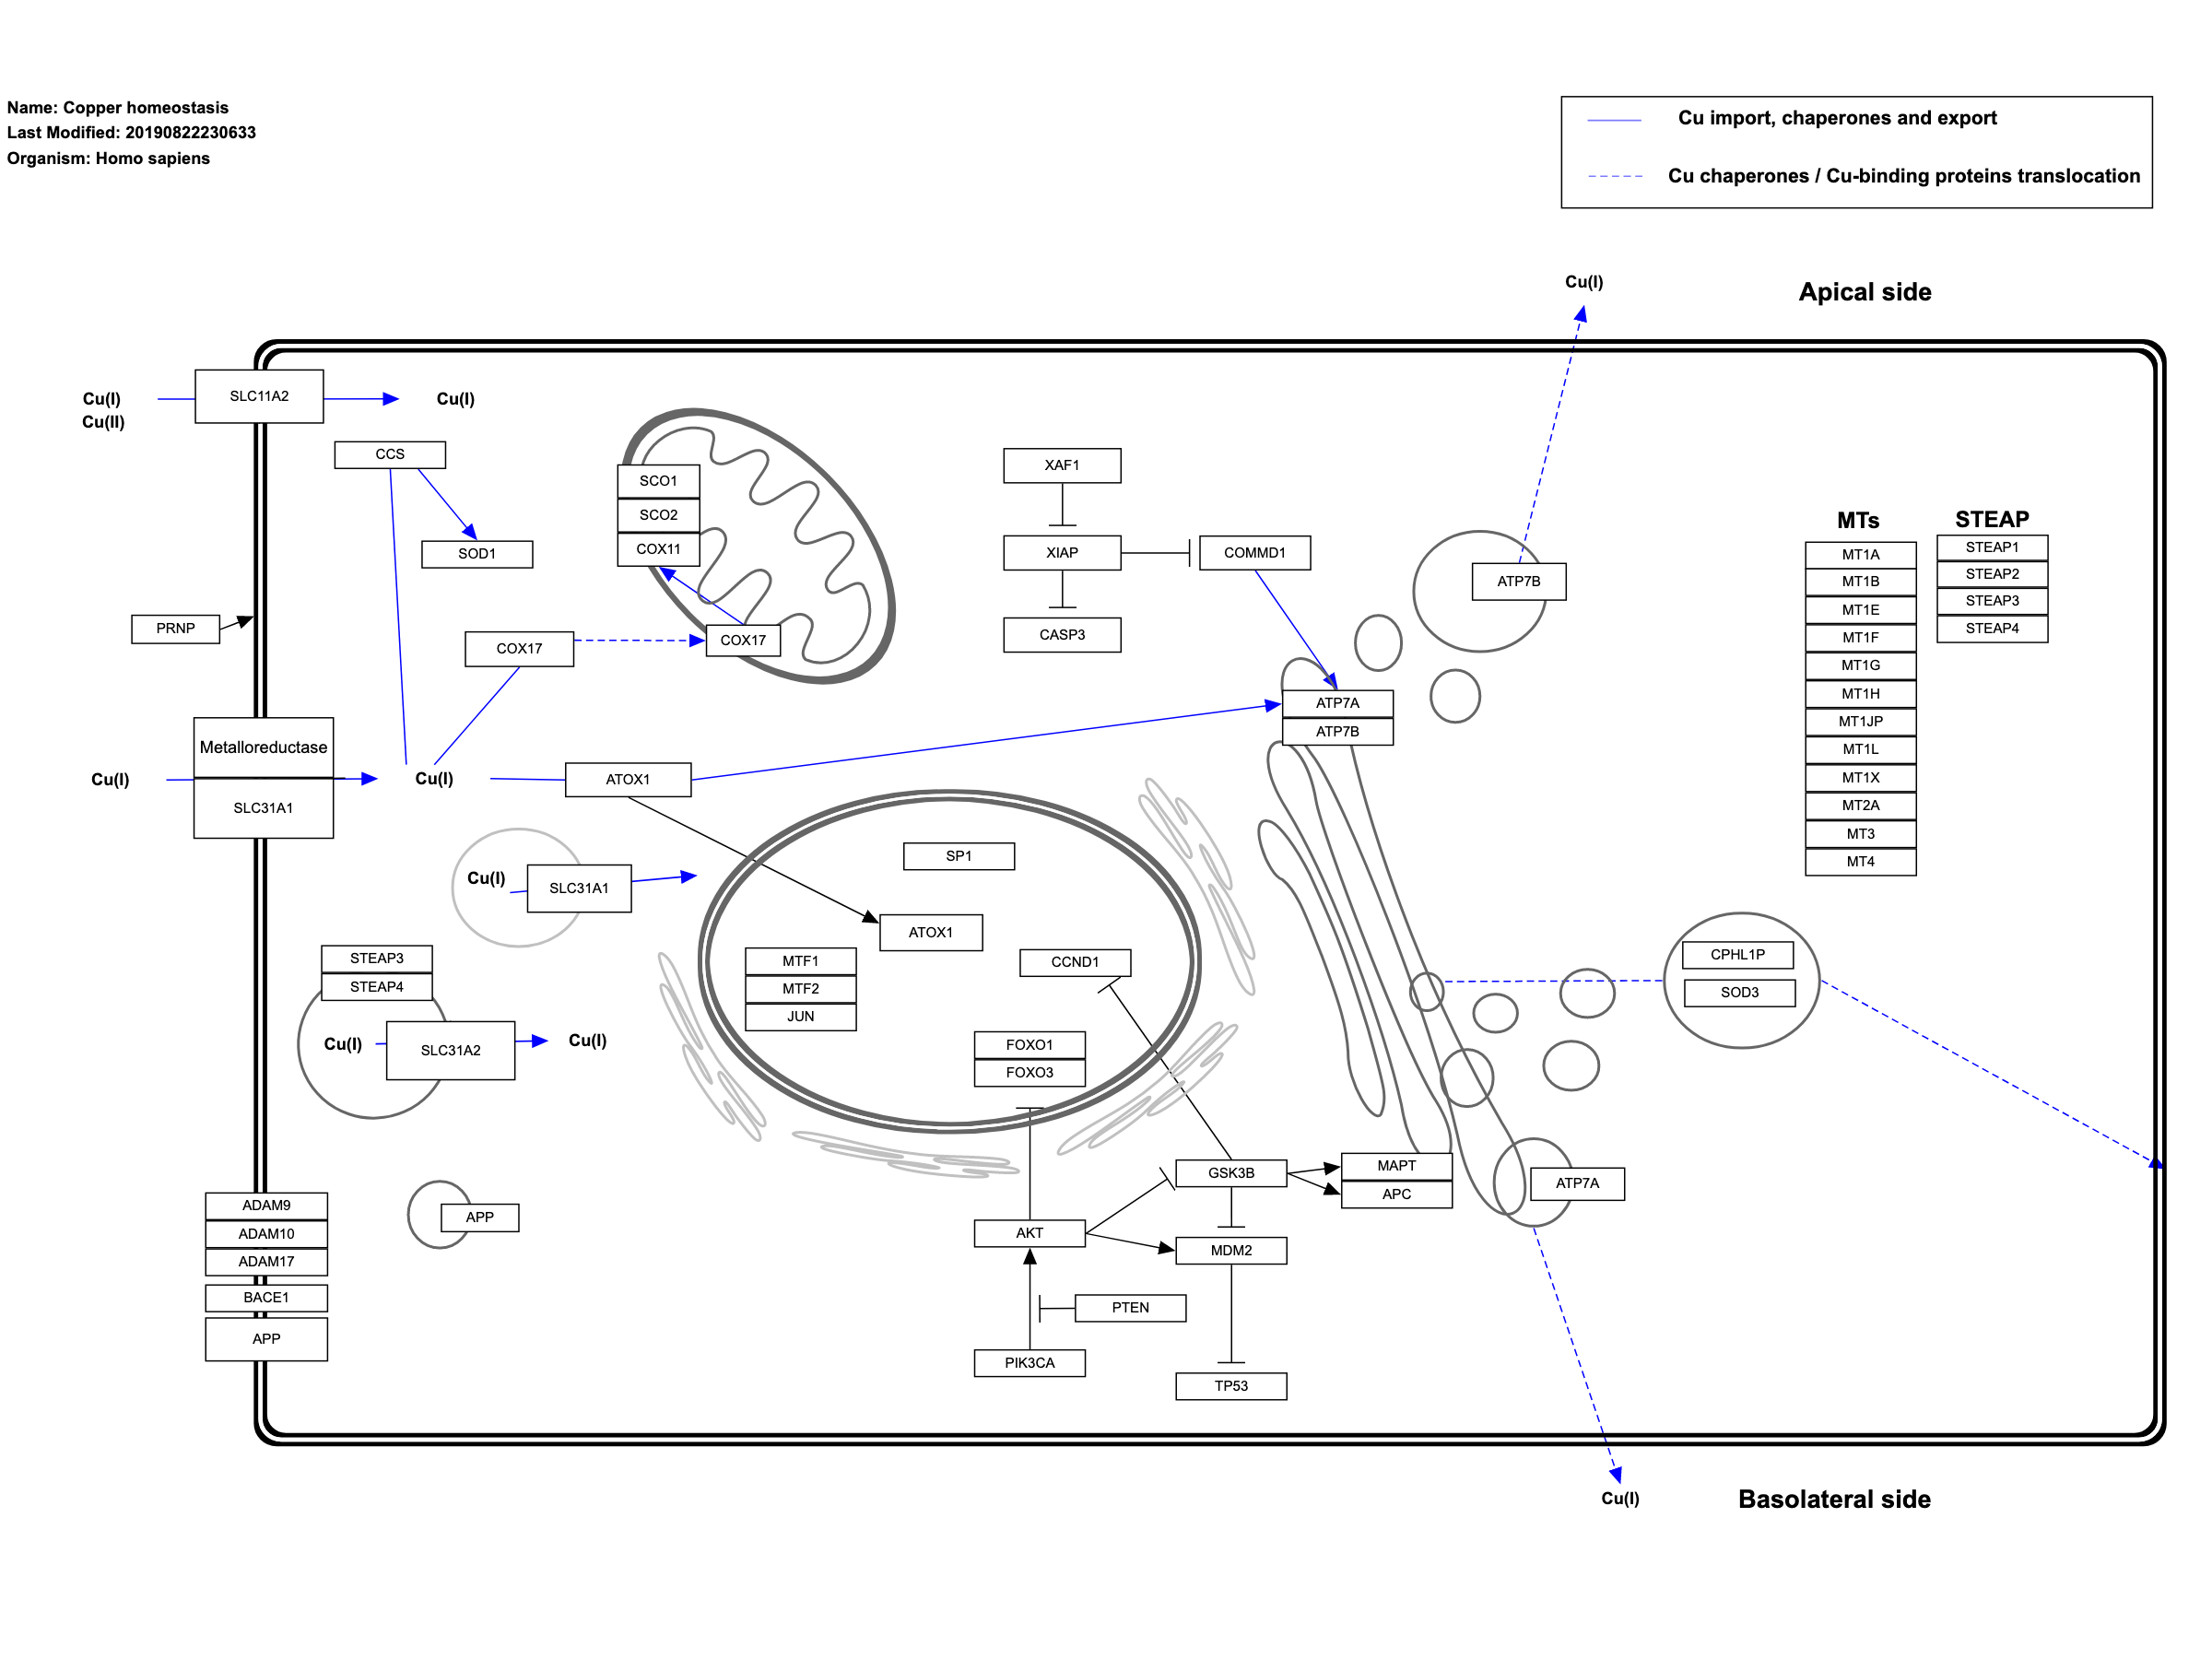 Name: Copper homeostasis
Last Modified: 20190822230633
Organism: Homo sapiens
Cu import, chaperones and export
Cu chaperones / Cu-binding proteins translocation
Cu(I)
Apical side
Cu(I)
Cu(II)
SLC11A2
Cu(I)
CCS
SOD1
PRNP
COX17
SCO1
SCO2
COX11
COX17
XAF1
XIAP
COMMD1
CASP3
ATP7B
ATP7A
ATP7B
MTs
MT1A
MT1B
MT1E
MT1F
MT1G
MT1H
MT1JP
MT1L
MT1X
MT2A
MT3
MT4
STEAP
STEAP1
STEAP2
STEAP3
STEAP4
Metalloreductase
SLC31A1
Cu(I)
Cu(I)
ATOX1
Cu(I)
SLC31A1
SP1
ATOX1
MTF1
MTF2
JUN
CCND1
FOXO1
FOXO3
STEAP3
STEAP4
Cu(I)
SLC31A2
Cu(I)
CPHL1P
SOD3
ADAM9
ADAM10
ADAM17
BACE1
APP
APP
GSK3B
MAPT
APC
ATP7A
AKT
MDM2
PTEN
PIK3CA
TP53
Cu(I)
Basolateral side